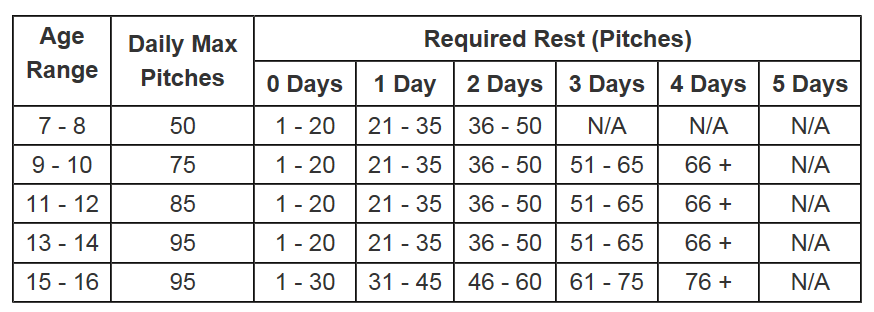 Age Range Daily Max Pitches Required Rest (Pitches)
0 Days 1 Day 2 Days 3 Days 4 Days 5 Days
7 - 8 50 1 - 20 21 - 35 36 - 50 N/A N/A N/A
9 - 10 75 1 - 20 21 - 35 36 - 50 51 - 65 66 + N/A
11 - 12 85 1 - 20 21 - 35 36 - 50 51 - 65 66 + N/A
13 - 14 95 1 - 20 21 - 35 36 - 50 51 - 65 66 + N/A
15 - 16 95 1 - 30 31 - 45 46 - 60 61 - 75 76 + N/A